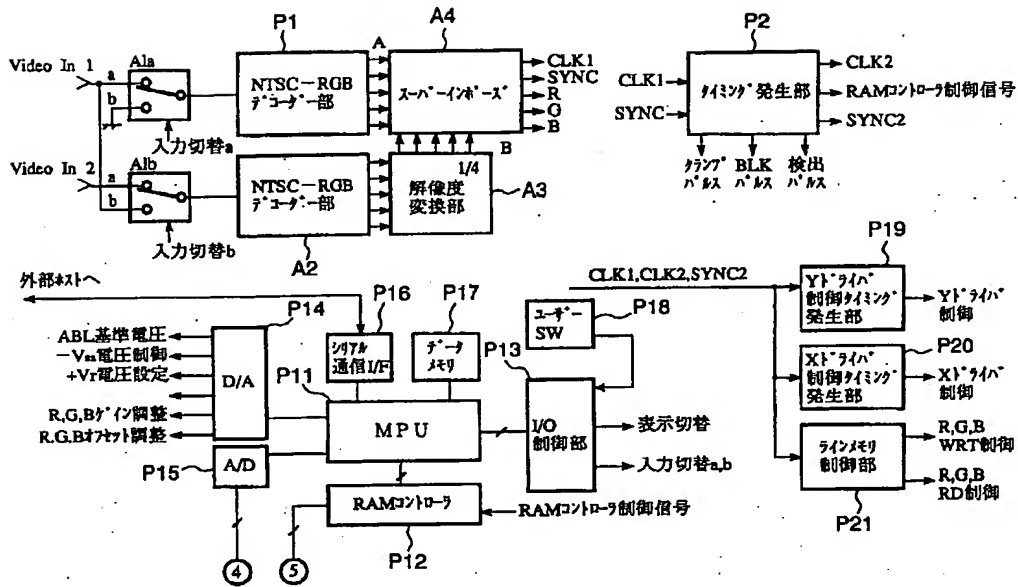 P1
A4
P2
A1a
A
Video In 1
a
b
入力切替a
NTSC-RGB
デコーダー部
スーパーインポーズ
CLK1
SYNC
R
G
B
CLK1
SYNC
タイミング発生部
CLK2
RAMコントローラ制御信号
SYNC2
クランプ
パルス
BLK
パルス
検出
パルス
A1b
Video In 2
a
b
入力切替b
NTSC-RGB
デコーダー部
B
1/4
解像度
変換部
A3
A2
外部ホストへ
P14
P16
P17
CLK1,CLK2,SYNC2
P19
ABL基準電圧
-Vss電圧制御
+VT電圧設定
R,G,Bゲイン調整
R,G,Bオフセット調整
D/A
シリアル
通信I/F
データ
メモリ
ユーザー
SW
P18
Yドライバ
制御タイミング
発生部
Yドライバ
制御
P11
P13
P20
Xドライバ
制御タイミング
発生部
Xドライバ
制御
MPU
I/O
制御部
表示切替
入力切替a,b
P15
A/D
ラインメモリ
制御部
R,G,B
WRT制御
R,G,B
RD制御
P21
RAMコントローラ
RAMコントローラ制御信号
P12
4
5